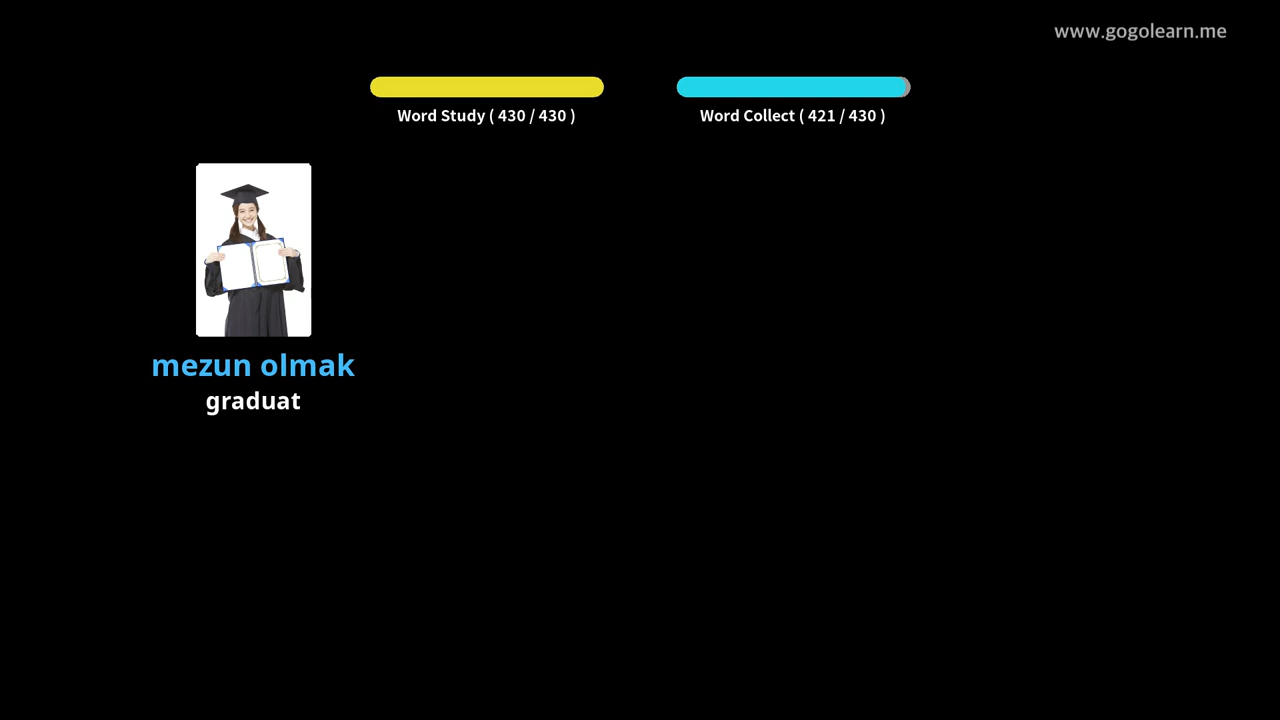 www.gogolearn.me
Word Study ( 430 / 430 )
Word Collect ( 421 / 430 )
mezun olmak
graduat